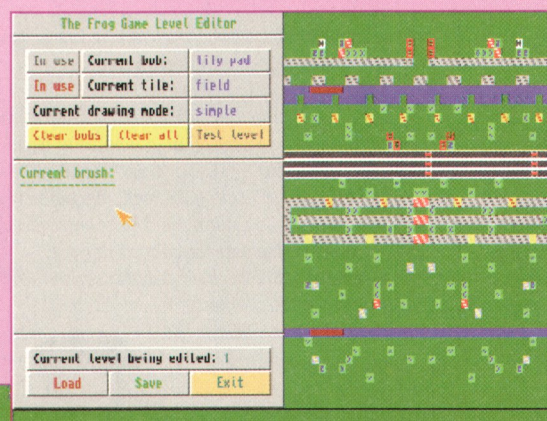 The Frog Game Level Editor
In use Current bob: lily pad
In use Current tile: field
Current drawing mode: simple
Clear bobs Clear all Test level
Current brush:
Current level being edited: 1
Load Save Exit